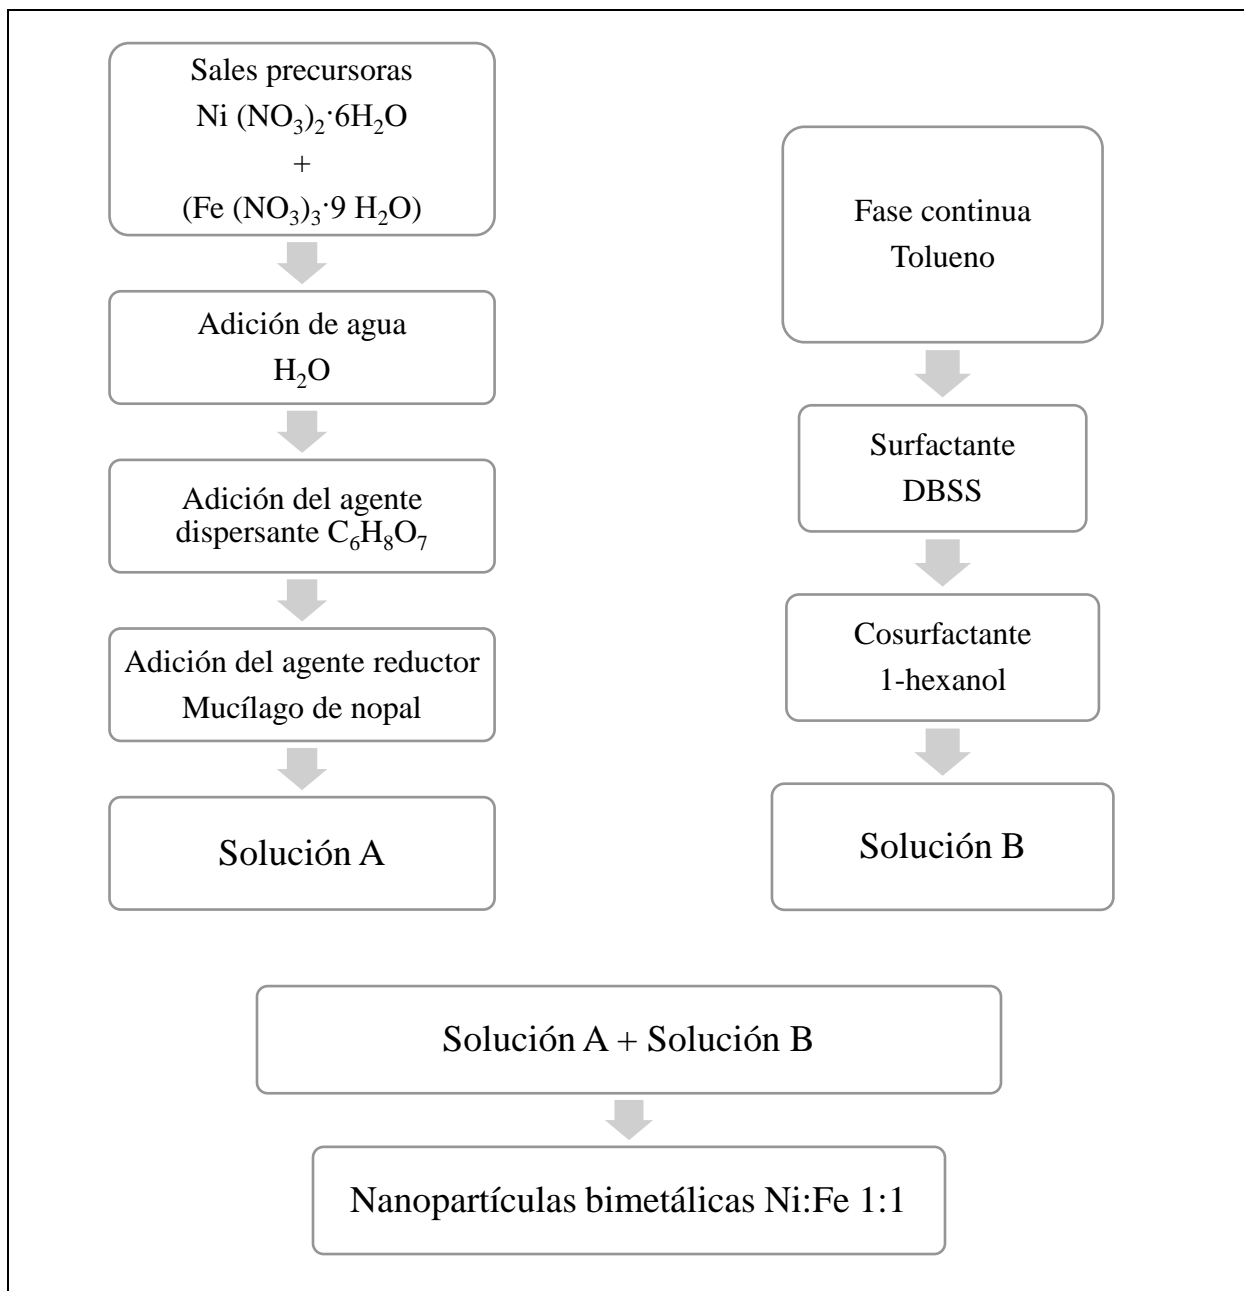 Sales precursoras
Ni (NO₃)₂·6H₂O
+
(Fe (NO₃)₃·9 H₂O)
Adición de agua
H₂O
Adición del agente
dispersante C₆H₈O₇
Adición del agente reductor
Mucílago de nopal
Solución A
Fase continua
Tolueno
Surfactante
DBSS
Cosurfactante
1-hexanol
Solución B
Solución A + Solución B
Nanopartículas bimetálicas Ni:Fe 1:1